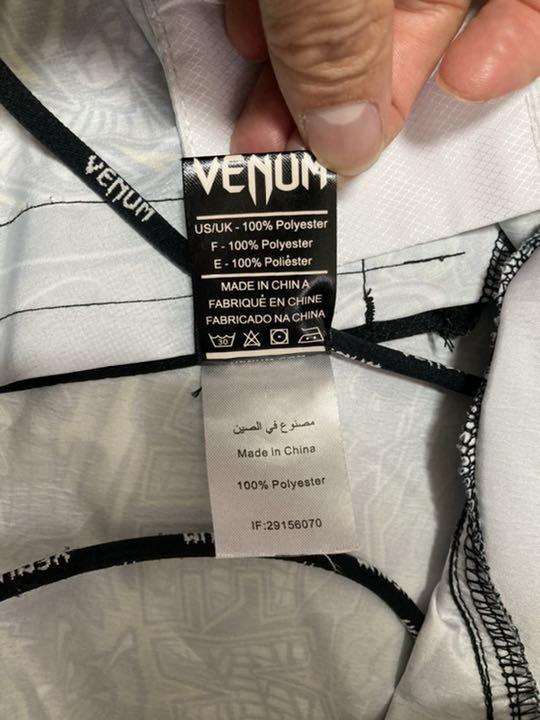 VENUM
VENUM
US/UK - 100% Polyester
F - 100% Polyester
E - 100% Poliéster
MADE IN CHINA
FABRIQUÉ EN CHINE
FABRICADO NA CHINA
30
مصنوع في الصين
Made in China
100% Polyester
IF:29156070